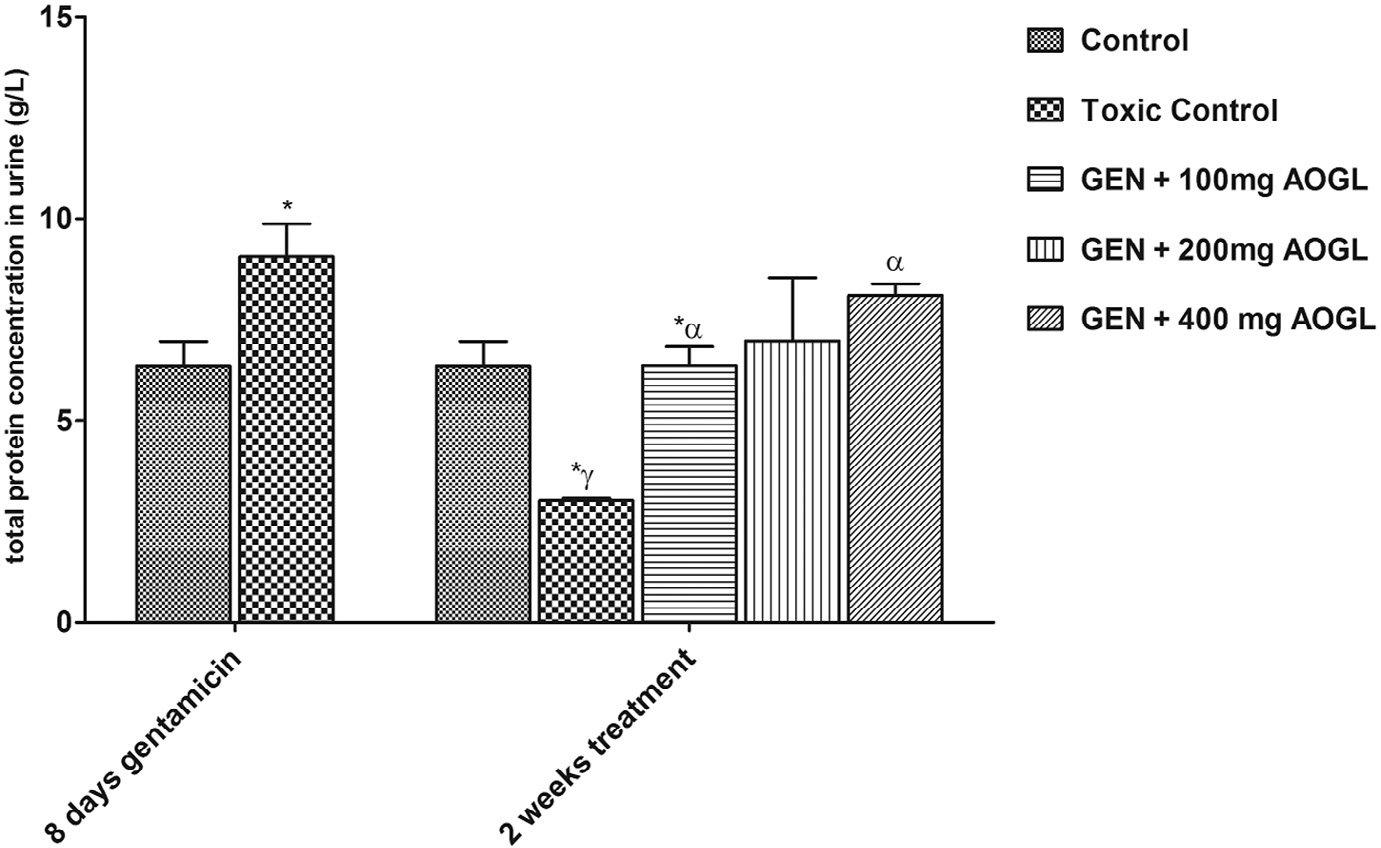 total protein concentration in urine (g/L)
15
10
5
0
*
*γ
*α
α
8 days gentamicin
2 weeks treatment
Control
Toxic Control
GEN + 100mg AOGL
GEN + 200mg AOGL
GEN + 400 mg AOGL